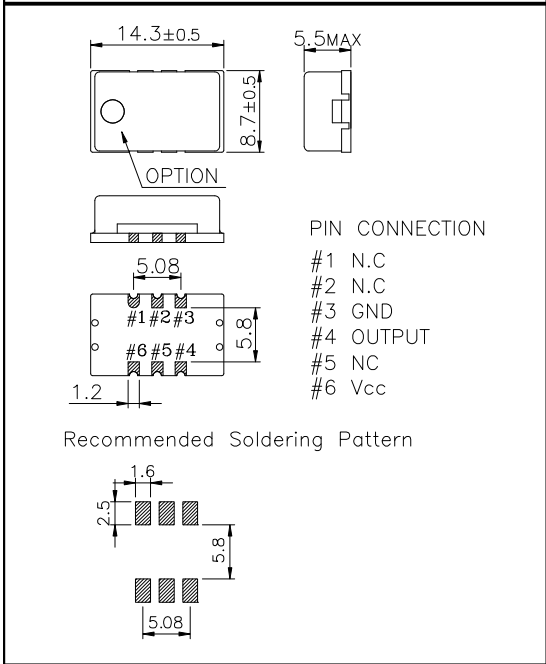 14.3±0.5
5.5MAX
8.7±0.5
OPTION
PIN CONNECTION
#1 N.C
#2 N.C
#3 GND
#4 OUTPUT
#5 NC
#6 Vcc
5.08
#1 #2 #3
5.8
#6 #5 #4
1.2
Recommended Soldering Pattern
1.6
2.5
5.8
5.08